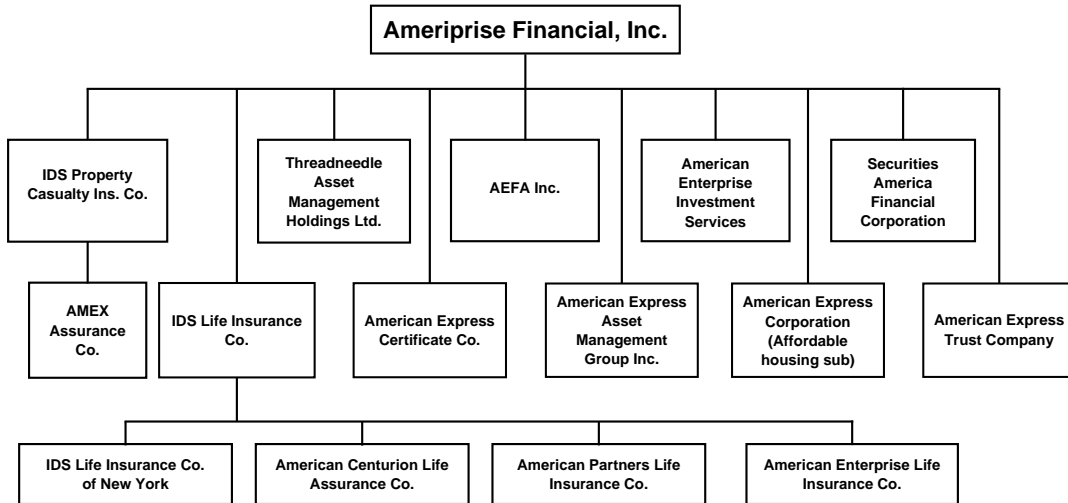 Ameriprise Financial, Inc.
IDS Property
Casualty Ins. Co.
Threadneedle
Asset
Management
Holdings Ltd.
AEFA Inc.
American
Enterprise
Investment
Services
Securities
America
Financial
Corporation
AMEX
Assurance
Co.
IDS Life Insurance
Co.
American Express
Certificate Co.
American Express
Asset
Management
Group Inc.
American Express
Corporation
(Affordable
housing sub)
American Express
Trust Company
IDS Life Insurance Co.
of New York
American Centurion Life
Assurance Co.
American Partners Life
Insurance Co.
American Enterprise Life
Insurance Co.